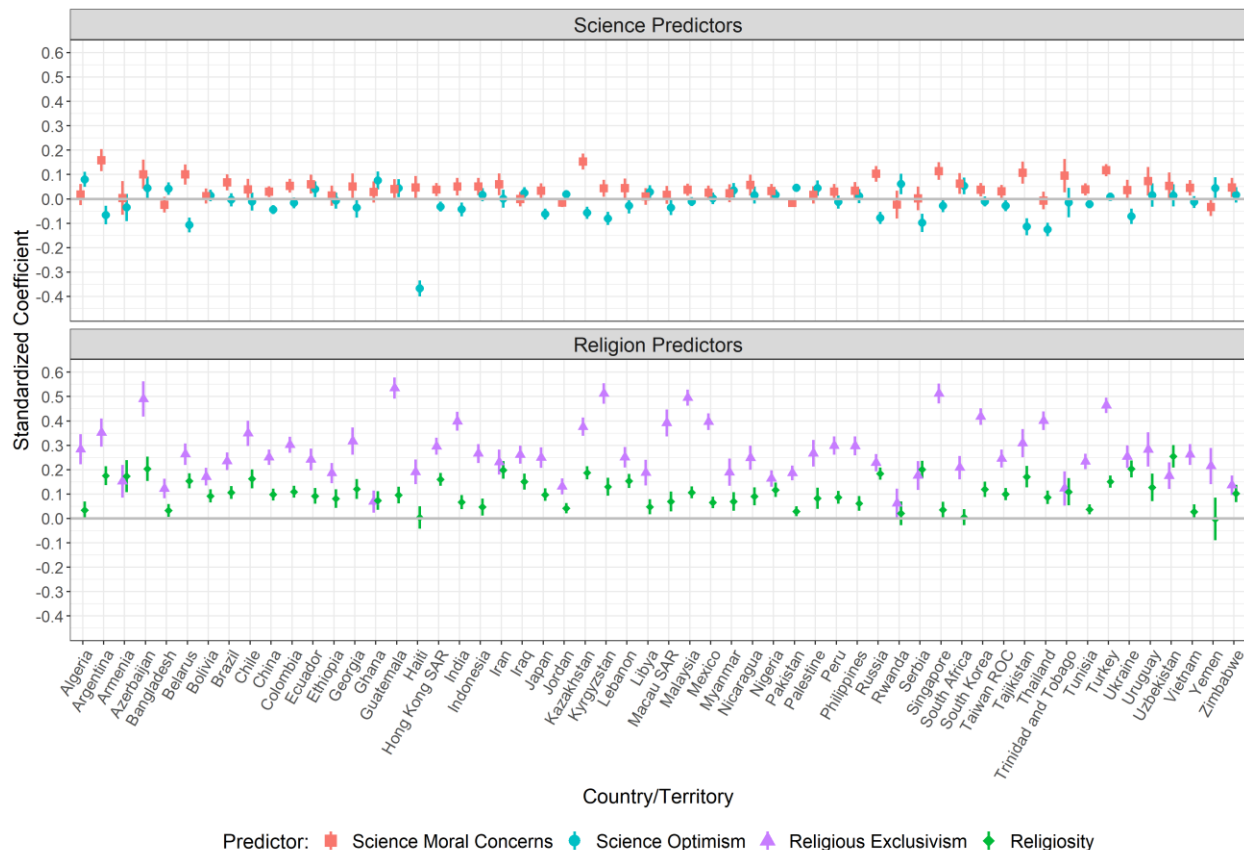 Science Predictors
0.6
0.5
0.4
0.3
0.2
0.1
0.0
-0.1
-0.2
-0.3
-0.4
Standardized Coefficient
Religion Predictors
0.6
0.5
0.4
0.3
0.2
0.1
0.0
-0.1
-0.2
-0.3
-0.4
Algeria
Argentina
Armenia
Azerbaijan
Bangladesh
Belarus
Bolivia
Brazil
Chile
China
Colombia
Ecuador
Ethiopia
Georgia
Ghana
Guatemala
Haiti
Hong Kong SAR
India
Indonesia
Iran
Iraq
Japan
Jordan
Kazakhstan
Kyrgyzstan
Lebanon
Libya
Macau SAR
Malaysia
Mexico
Myanmar
Nicaragua
Nigeria
Pakistan
Palestine
Peru
Philippines
Russia
Rwanda
Serbia
Singapore
South Africa
South Korea
Taiwan ROC
Taijkistan
Thailand
Trinidad and Tobago
Tunisia
Turkey
Ukraine
Uruguay
Uzbekistan
Vietnam
Yemen
Zimbabwe
Country/Territory
Predictor: Science Moral Concerns Science Optimism Religious Exclusivism Religiosity